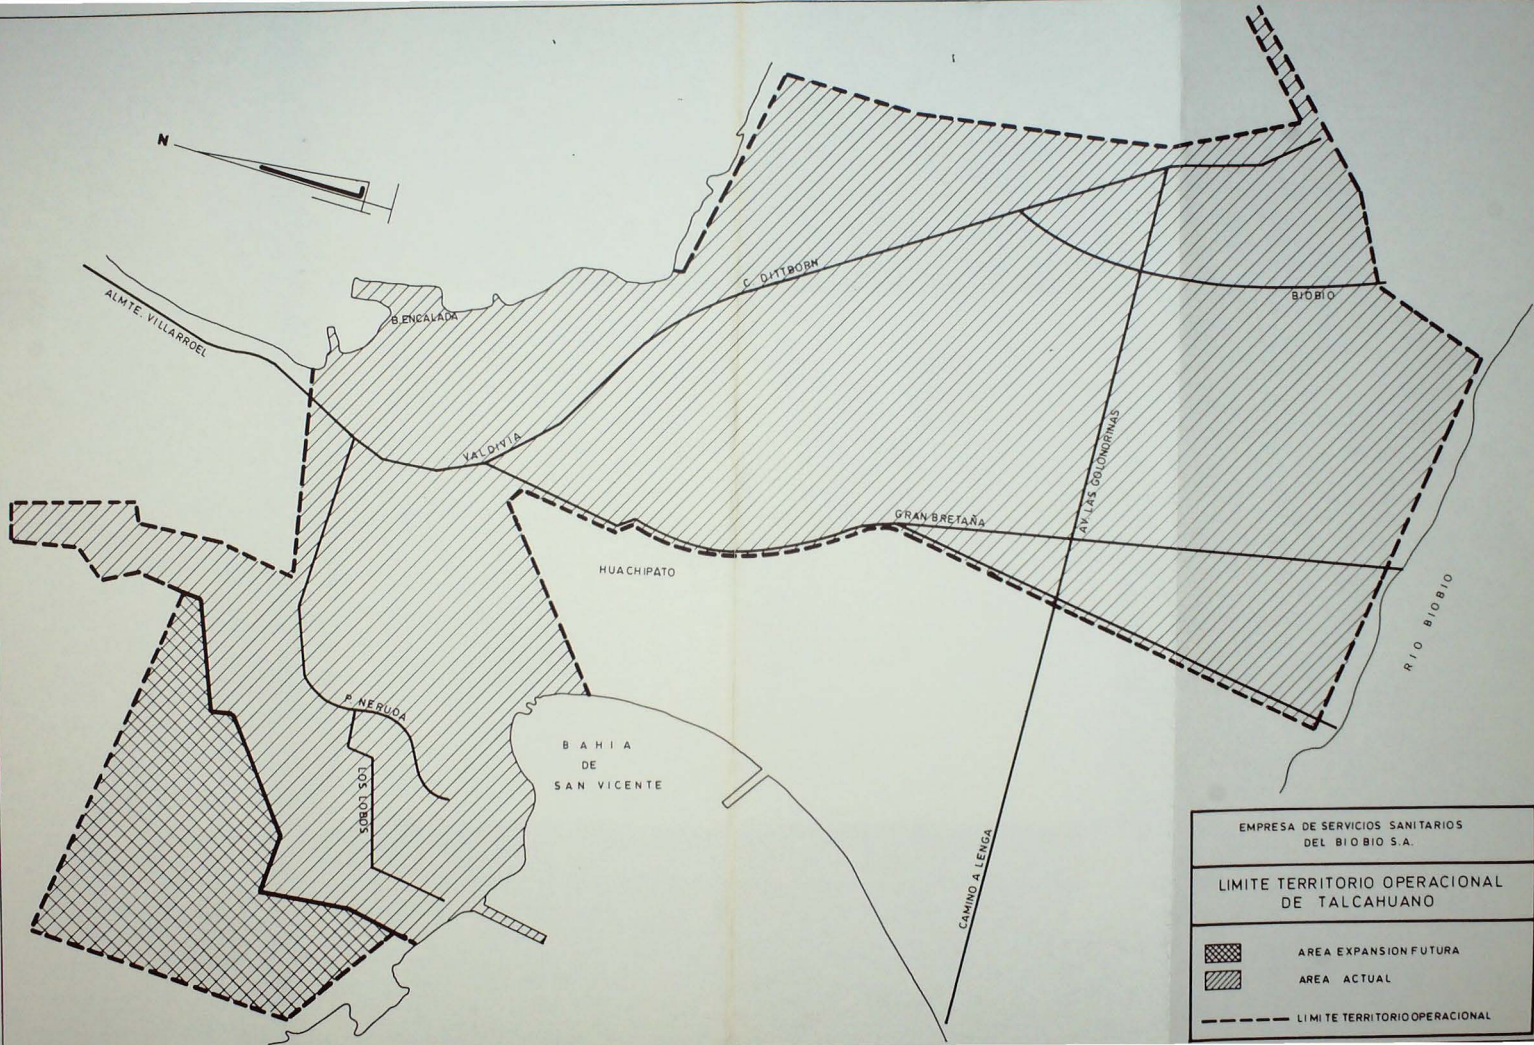 N
ALMTE. VILLARROEL
B. ENCALADA
C. DITTBORN
BIOBIO
VALDIVIA
GRAN BRETAÑA
AV. LAS GOLONDRINAS
HUACHIPATO
RIO BIOBIO
P. NERUDA
LOS LOBOS
BAHIA
DE
SAN VICENTE
CAMINO A LENGA
EMPRESA DE SERVICIOS SANITARIOS
DEL BIOBIO S.A.
LIMITE TERRITORIO OPERACIONAL
DE TALCAHUANO
AREA EXPANSION FUTURA
AREA ACTUAL
LIMITE TERRITORIO OPERACIONAL